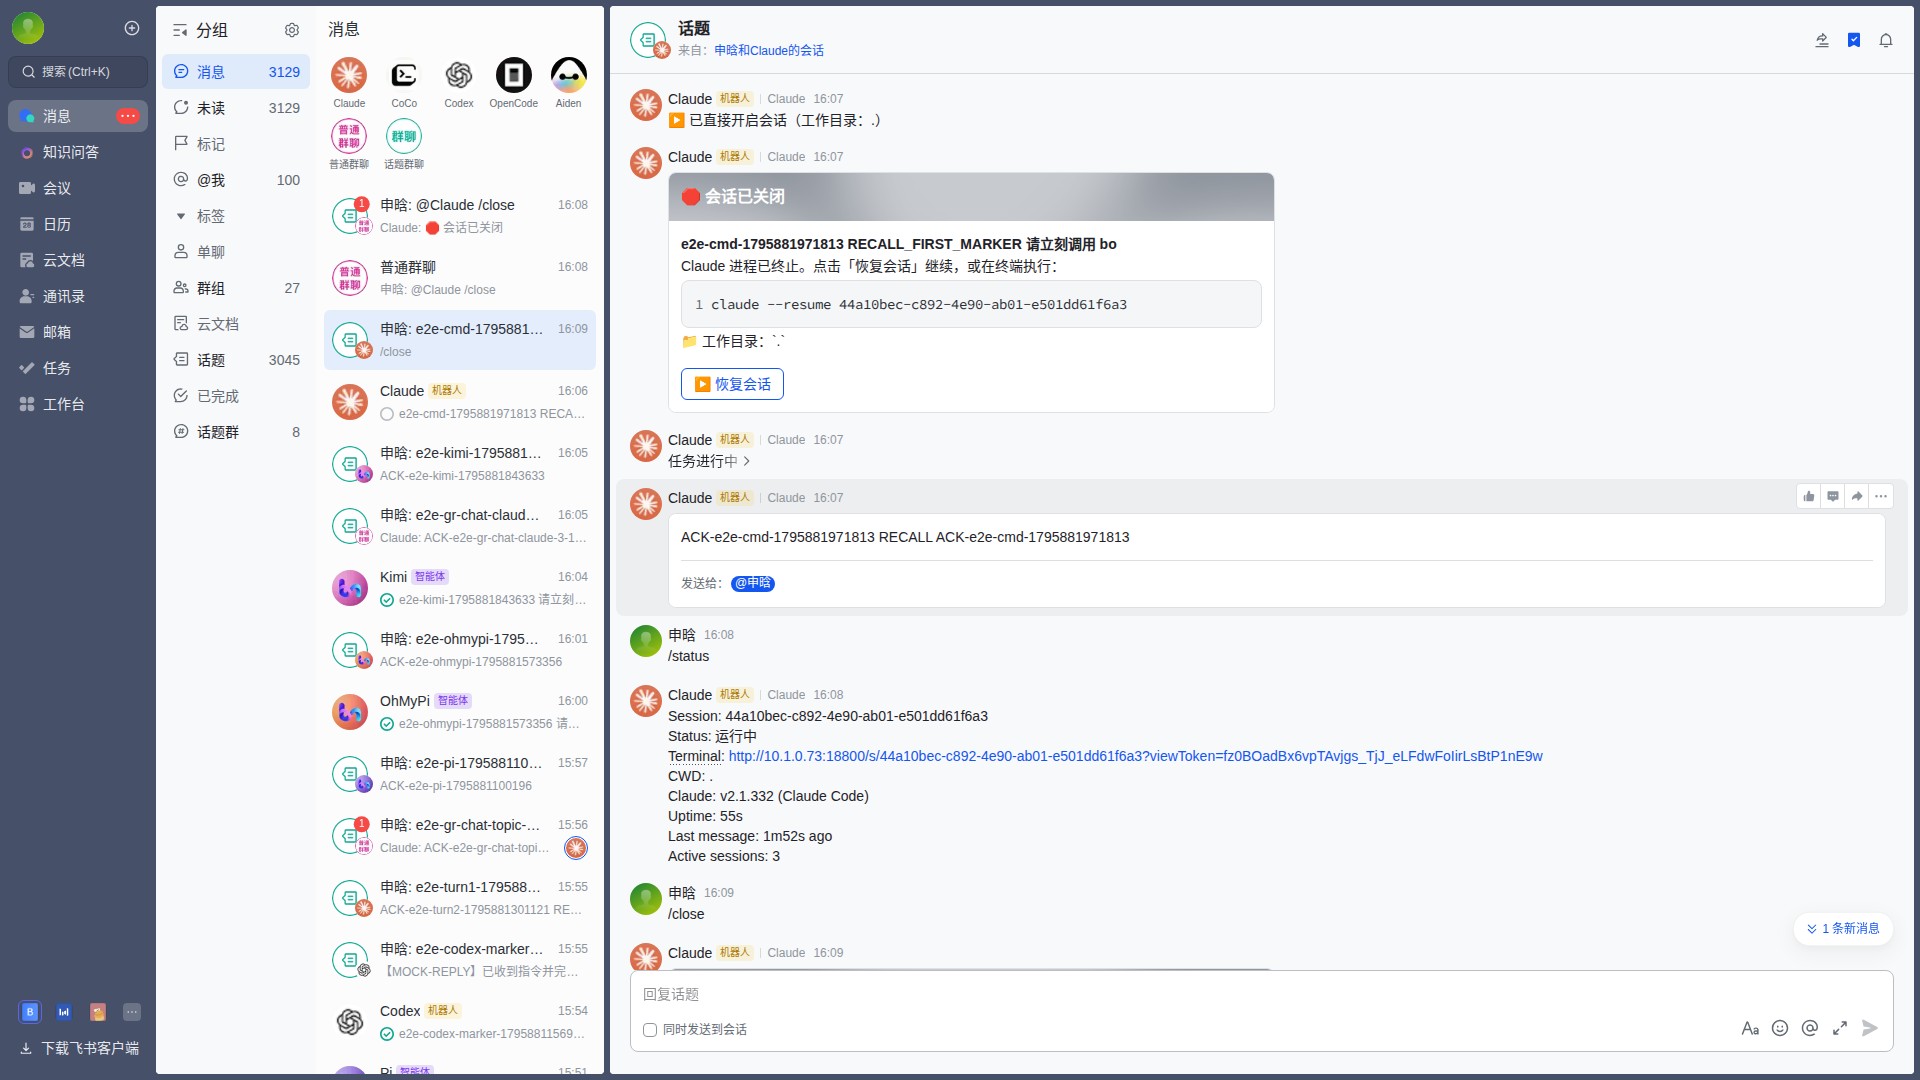 搜索 (Ctrl+K)
消息
知识问答
会议
日历
云文档
通讯录
邮箱
任务
工作台
下载飞书客户端
分组
消息 3129
未读 3129
标记
@我 100
标签
单聊
群组 27
云文档
话题 3045
已完成
话题群 8
消息
Claude CoCo Codex OpenCode Aiden
普通群聊
群聊
普通群聊 话题群聊
1
申晗: @Claude /close 16:08
Claude: 🛑 会话已关闭
普通群聊
普通群聊 16:08
申晗: @Claude /close
申晗: e2e-cmd-1795881... 16:09
/close
Claude 机器人 16:06
e2e-cmd-1795881971813 RECA...
申晗: e2e-kimi-1795881... 16:05
ACK-e2e-kimi-1795881843633
申晗: e2e-gr-chat-claud... 16:05
Claude: ACK-e2e-gr-chat-claude-3-1...
Kimi 智能体 16:04
e2e-kimi-1795881843633 请立刻...
申晗: e2e-ohmypi-1795... 16:01
ACK-e2e-ohmypi-1795881573356
OhMyPi 智能体 16:00
e2e-ohmypi-1795881573356 请...
申晗: e2e-pi-179588110... 15:57
ACK-e2e-pi-1795881100196
1
申晗: e2e-gr-chat-topic-... 15:56
Claude: ACK-e2e-gr-chat-topi...
申晗: e2e-turn1-179588... 15:55
ACK-e2e-turn2-1795881301121 RE...
申晗: e2e-codex-marker... 15:55
【MOCK-REPLY】已收到指令并完...
Codex 机器人 15:54
e2e-codex-marker-17958811569...
Pi 智能体 15:51
话题
来自：申晗和Claude的会话
Claude 机器人 Claude 16:07
▶️ 已直接开启会话（工作目录：.）
Claude 机器人 Claude 16:07
🛑 会话已关闭
e2e-cmd-1795881971813 RECALL_FIRST_MARKER 请立刻调用 bo
Claude 进程已终止。点击「恢复会话」继续，或在终端执行：
1 claude --resume 44a10bec-c892-4e90-ab01-e501dd61f6a3
📁 工作目录：`.`
▶️ 恢复会话
Claude 机器人 Claude 16:07
任务进行中
Claude 机器人 Claude 16:07
ACK-e2e-cmd-1795881971813 RECALL ACK-e2e-cmd-1795881971813
发送给： @申晗
申晗 16:08
/status
Claude 机器人 Claude 16:08
Session: 44a10bec-c892-4e90-ab01-e501dd61f6a3
Status: 运行中
Terminal: http://10.1.0.73:18800/s/44a10bec-c892-4e90-ab01-e501dd61f6a3?viewToken=fz0BOadBx6vpTAvjgs_TjJ_eLFdwFoIirLsBtP1nE9w
CWD: .
Claude: v2.1.332 (Claude Code)
Uptime: 55s
Last message: 1m52s ago
Active sessions: 3
申晗 16:09
/close
Claude 机器人 Claude 16:09
1 条新消息
回复话题
同时发送到会话